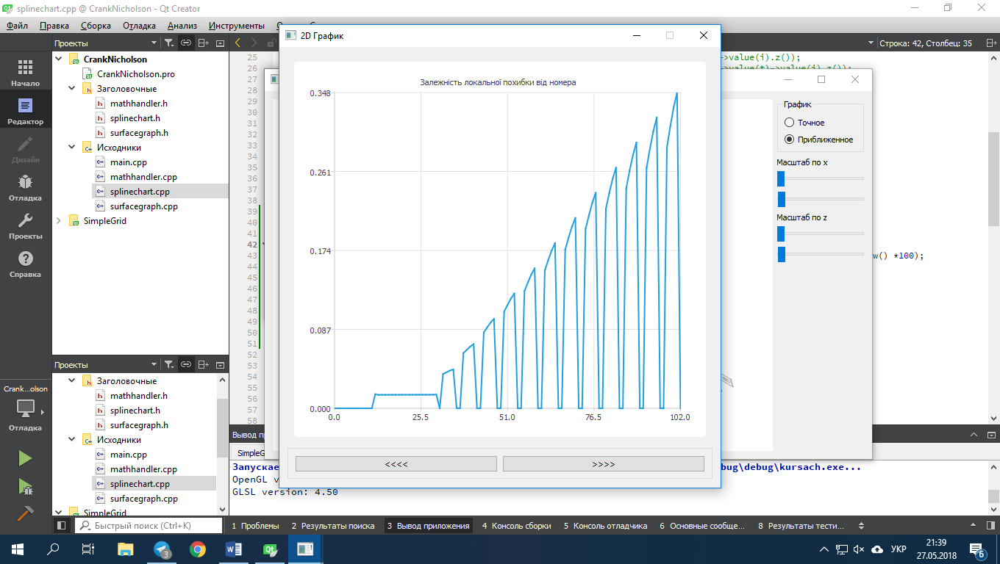 splinechart.cpp @ CrankNicholson - Qt Creator
Файл Правка Сборка Отладка Анализ Инструменты
Проекты
Строка: 42, Столбец: 35
CrankNicholson
CrankNicholson.pro
Заголовочные
mathhandler.h
splinechart.h
surfacegraph.h
Исходники
main.cpp
mathhandler.cpp
splinechart.cpp
surfacegraph.cpp
SimpleGrid
Начало
Редактор
Дизайн
Отладка
Проекты
Справка
Crank...olson
Отладка
Проекты
Заголовочные
mathhandler.h
splinechart.h
surfacegraph.h
Исходники
main.cpp
mathhandler.cpp
splinechart.cpp
surfacegraph.cpp
SimpleGrid
25
26
27
28
29
30
31
32
33
34
35
36
37
38
39
40
41
42
43
44
45
46
47
48
49
50
51
52
53
54
55
56
57
58
->value(i).z());
->value(t)->value(i).z());
w() *100);
2D График
Залежність локальної похибки від номера
0.348
0.261
0.174
0.087
0.000
0.0 25.5 51.0 76.5 102.0
<<<< >>>>
График
Точное
Приближенное
Масштаб по x
Масштаб по z
Вывод п
SimpleG
Запускае
bug\debug\kursach.exe...
OpenGL v
GLSL version: 4.50
Быстрый поиск (Ctrl+K)
1 Проблемы 2 Результаты поиска 3 Вывод приложения 4 Консоль сборки 5 Консоль отладчика 6 Основные сообще... 8 Результаты тести...
3
УКР
21:39
27.05.2018
6